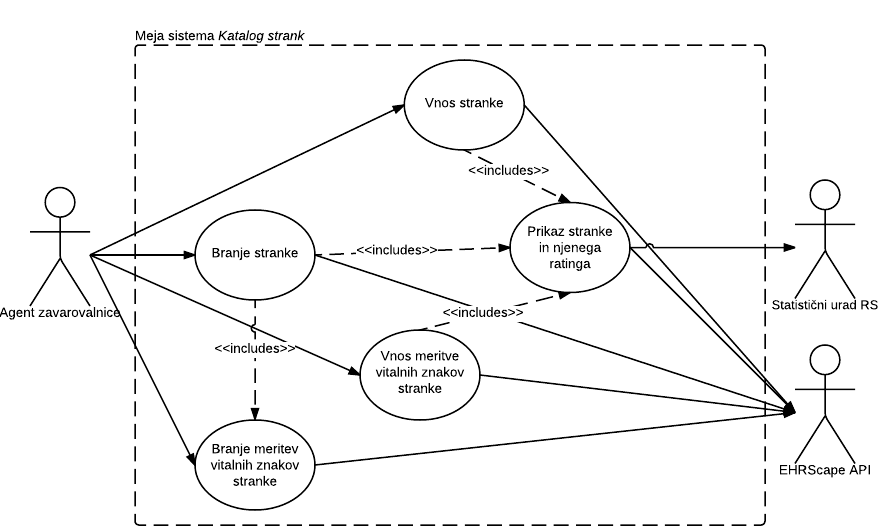 Meja sistema Katalog strank
Vnos stranke
<<includes>>
Prikaz stranke
in njenega
ratinga
Branje stranke
<<includes>>
Agent zavarovalnice
Statistični urad RS
<<includes>>
<<includes>>
Vnos meritve
vitalnih znakov
stranke
Branje meritev
vitalnih znakov
stranke
EHRScape API